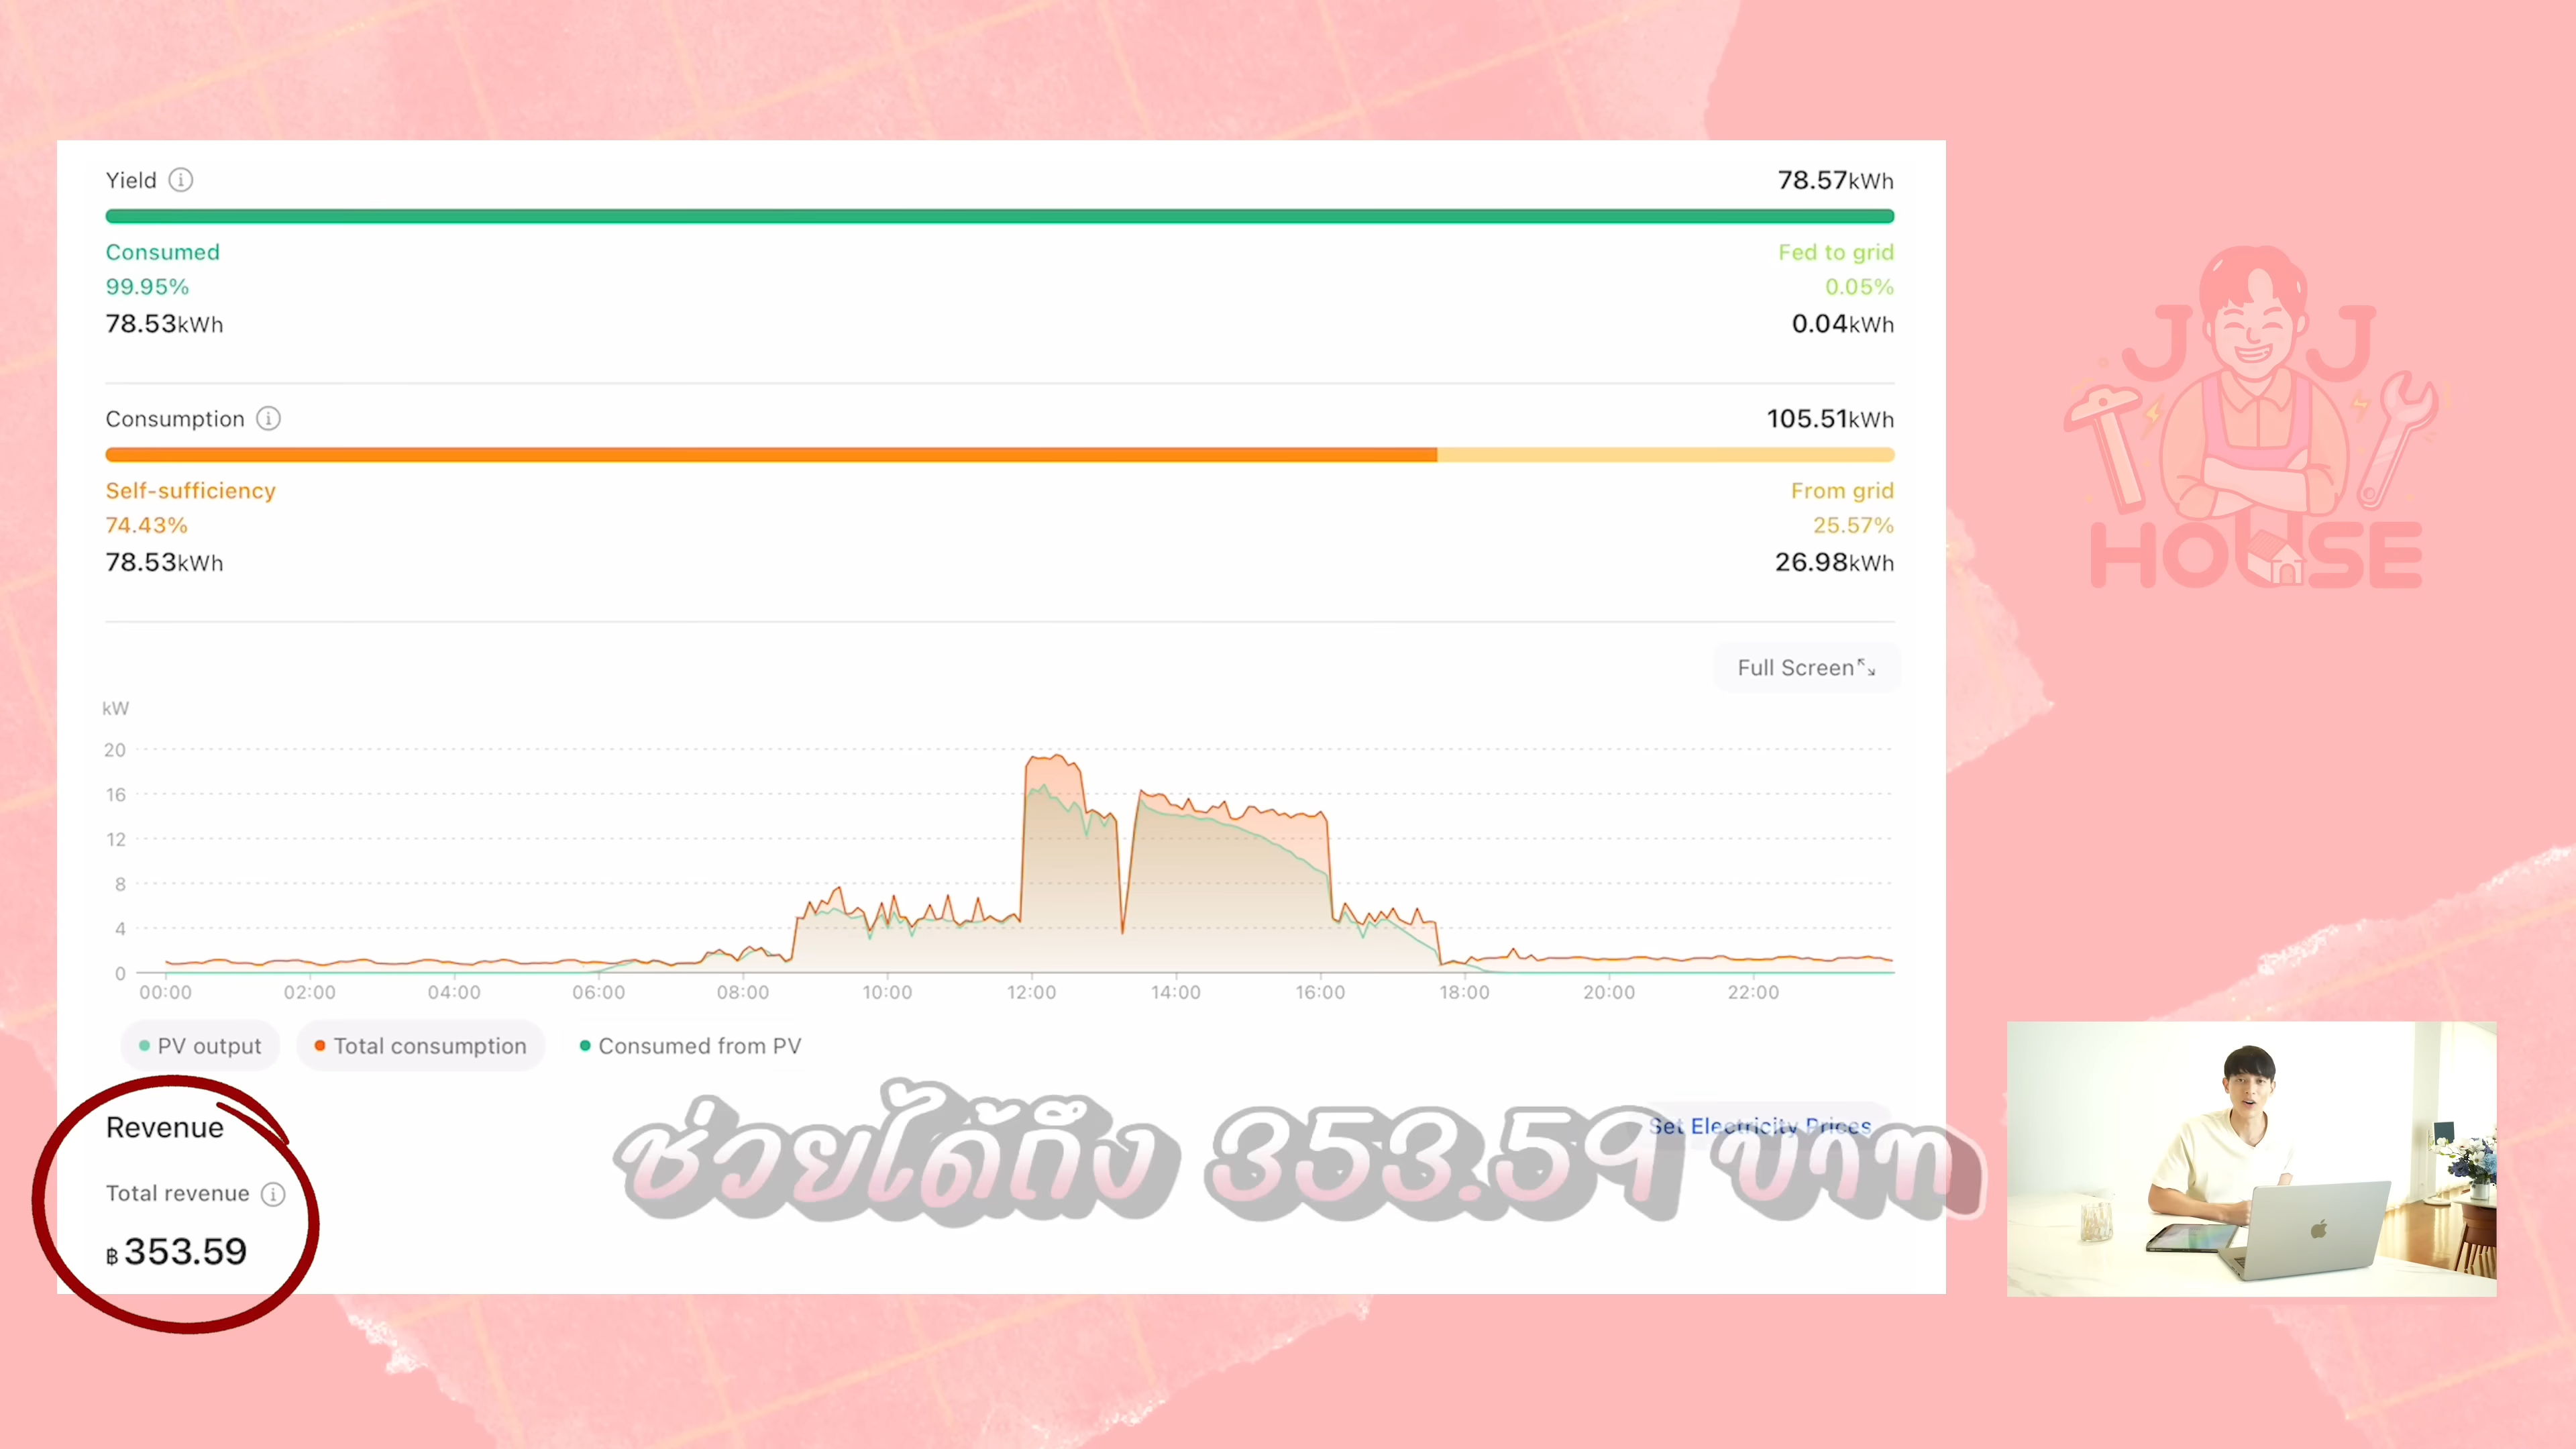 Yield 78.57kWh
Consumed Fed to grid
99.95% 0.05%
78.53kWh 0.04kWh
Consumption 105.51kWh
Self-sufficiency From grid
74.43% 25.57%
78.53kWh 26.98kWh
Full Screen
kW
20
16
12
8
4
0
00:00 02:00 04:00 06:00 08:00 10:00 12:00 14:00 16:00 18:00 20:00 22:00
PV output Total consumption Consumed from PV
Revenue Set Electricity Prices
Total revenue
฿353.59
ช่วยได้ถึง 353.59 บาท
J J
HOUSE